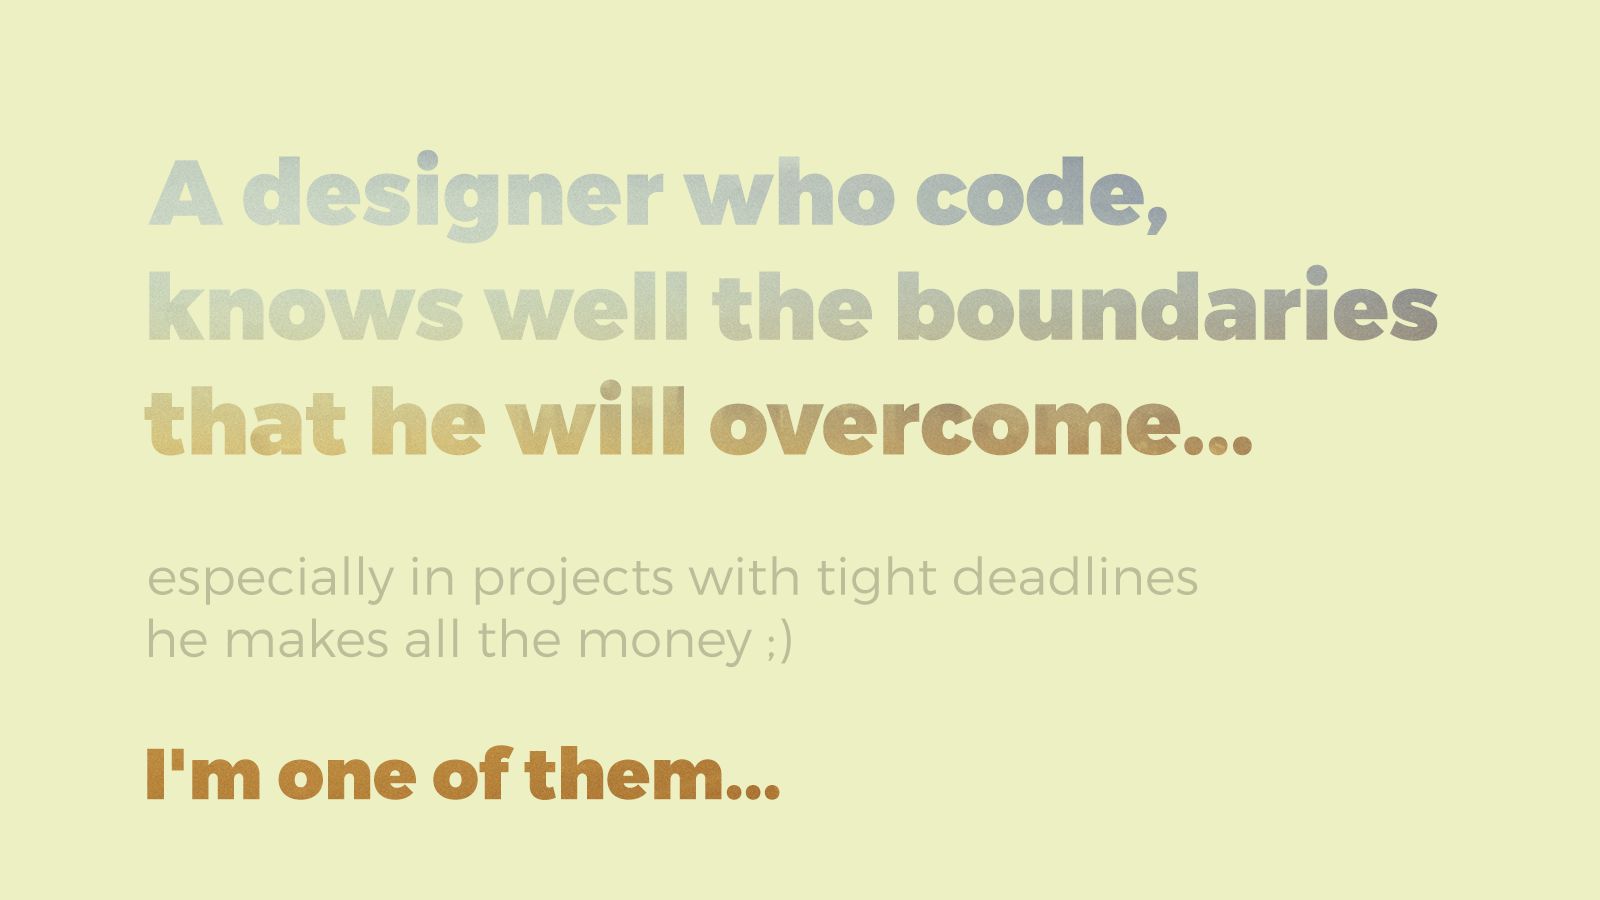 A designer who code,
knows well the boundaries
that he will overcome...
especially in projects with tight deadlines
he makes all the money ;)
I'm one of them...